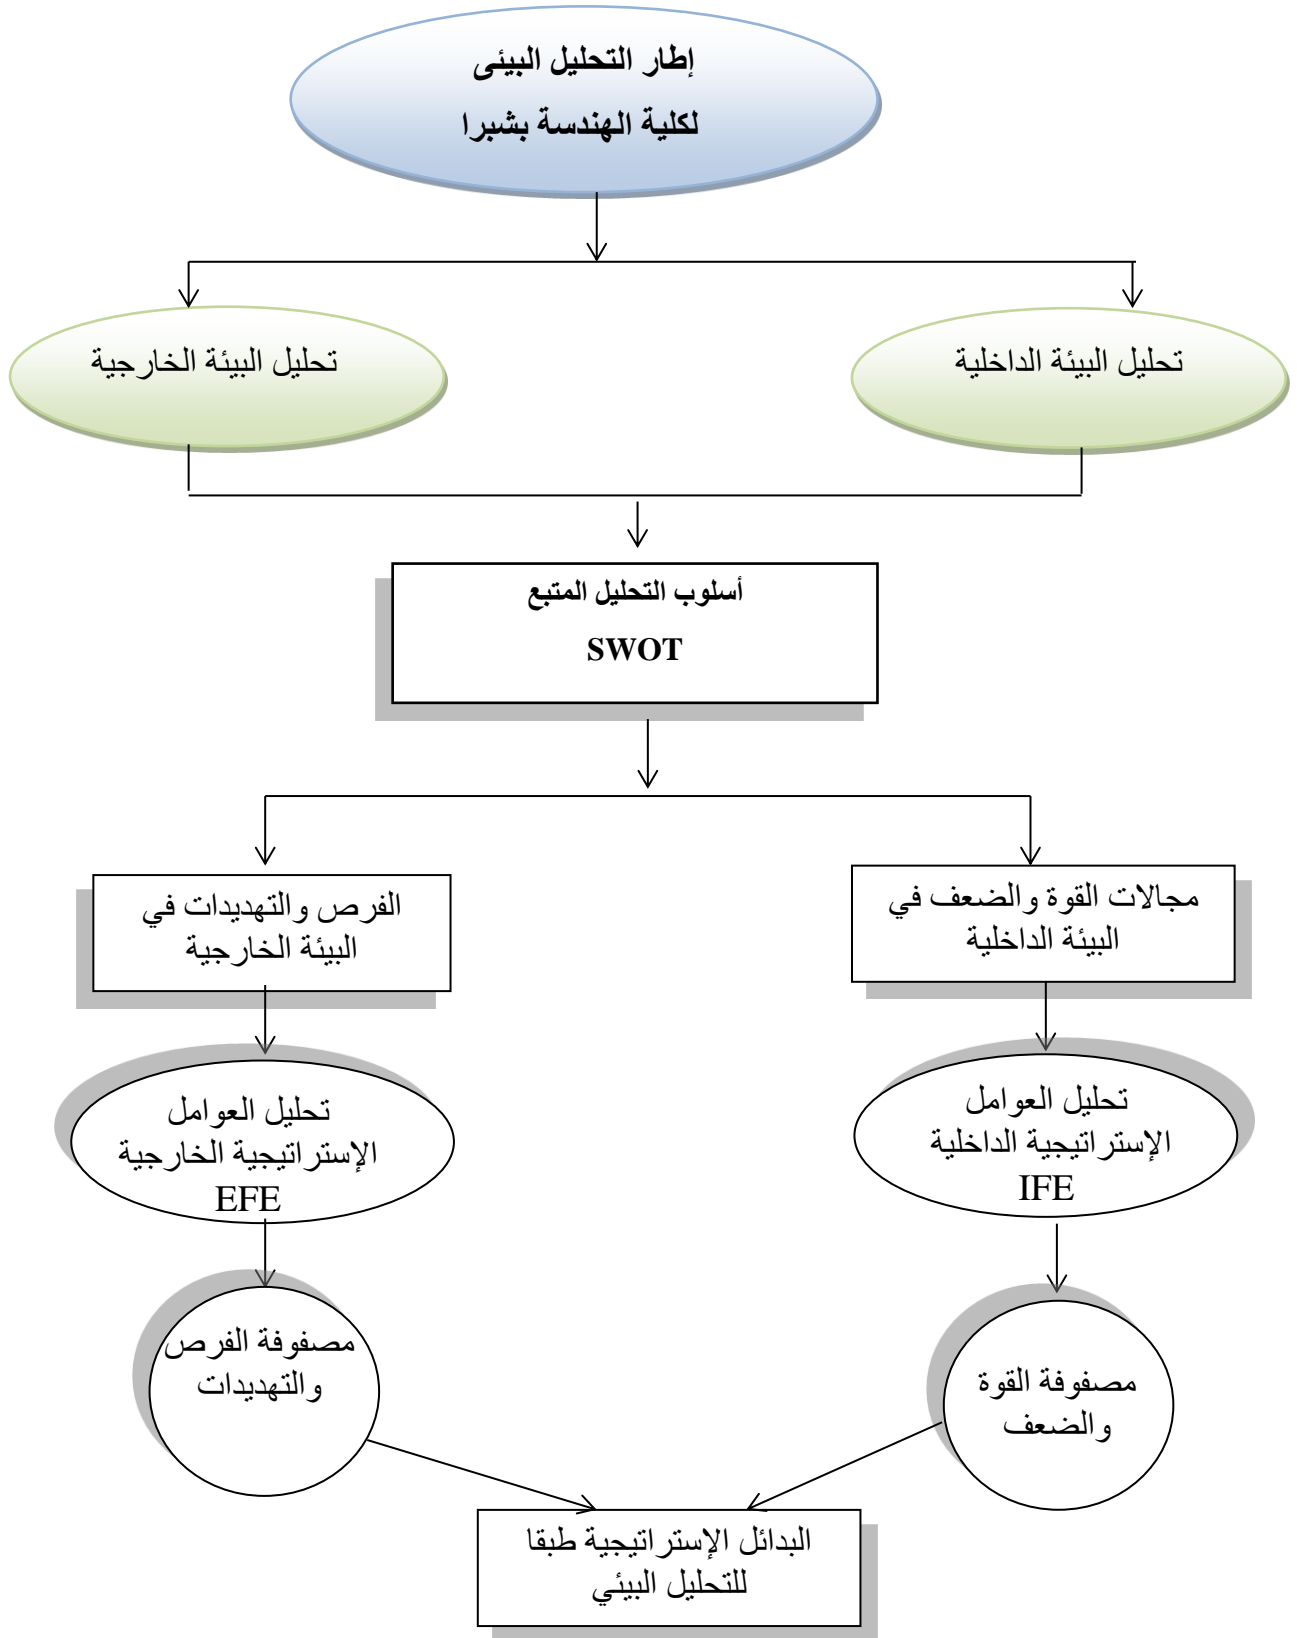 إطار التحليل البيئى
لكلية الهندسة بشبرا
تحليل البيئة الداخلية
تحليل البيئة الخارجية
أسلوب التحليل المتبع
SWOT
مجالات القوة والضعف في
البيئة الداخلية
الفرص والتهديدات في
البيئة الخارجية
تحليل العوامل
الإستراتيجية الداخلية
IFE
تحليل العوامل
الإستراتيجية الخارجية
EFE
مصفوفة القوة
والضعف
مصفوفة الفرص
والتهديدات
البدائل الإستراتيجية طبقا
للتحليل البيئي